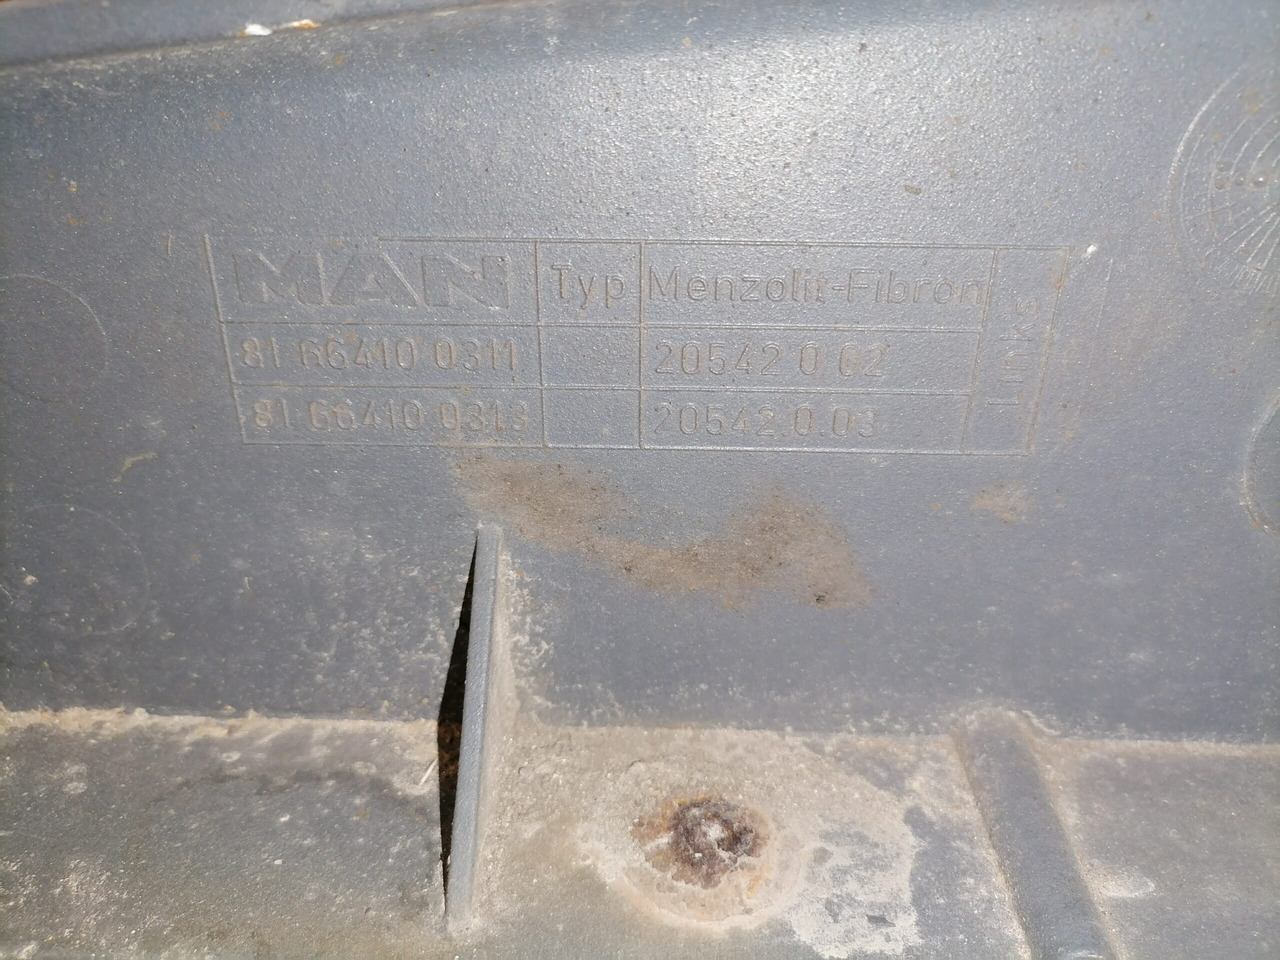 MAN Typ Menzolit-Fibron
81 66410 0311 20542 0 02
81 66410 0313 20542.0.03
Links